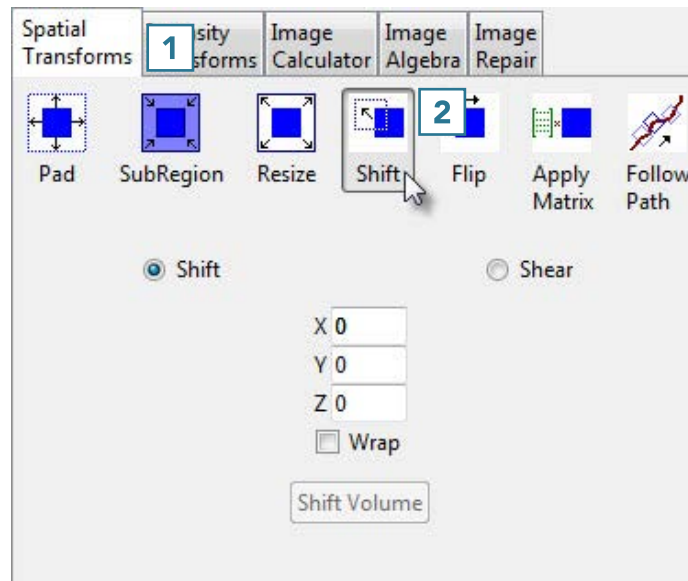 Spatial
Transforms
1
sity
sforms
Image
Calculator
Image
Algebra
Image
Repair
2
Pad
SubRegion
Resize
Shift
Flip
Apply
Matrix
Follow
Path
Shift
Shear
X 0
Y 0
Z 0
Wrap
Shift Volume